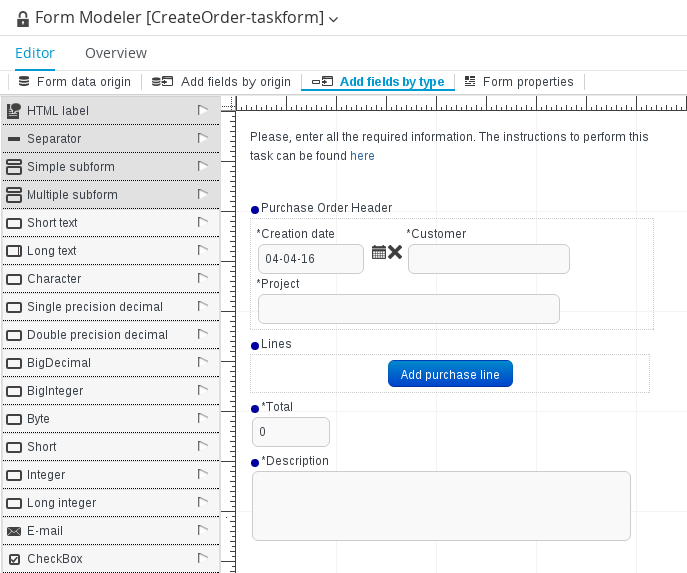 Form Modeler [CreateOrder-taskform]
Editor Overview
Form data origin Add fields by origin Add fields by type Form properties
HTML label
Separator
Simple subform
Multiple subform
Short text
Long text
Character
Single precision decimal
Double precision decimal
BigDecimal
BigInteger
Byte
Short
Integer
Long integer
E-mail
CheckBox
Please, enter all the required information. The instructions to perform this
task can be found here
Purchase Order Header
*Creation date *Customer
04-04-16
*Project
Lines
Add purchase line
*Total
0
*Description